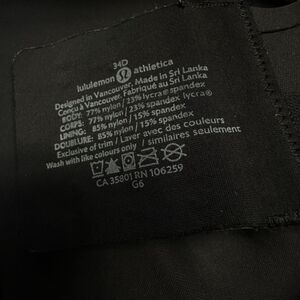 34D
lululemon athletica
Designed in Vancouver, Made in Sri Lanka
Conçu à Vancouver, Fabriqué au Sri Lanka
BODY: 77% nylon / 23% lycra® spandex
CORPS: 77% nylon / 23% spandex lycra®
LINING: 85% nylon / 15% spandex
DOUBLURE: 85% nylon / 15% spandex
Exclusive of trim / Laver avec des couleurs
Wash with like colours only / similaires seulement
CA 35801 RN 106259
G6